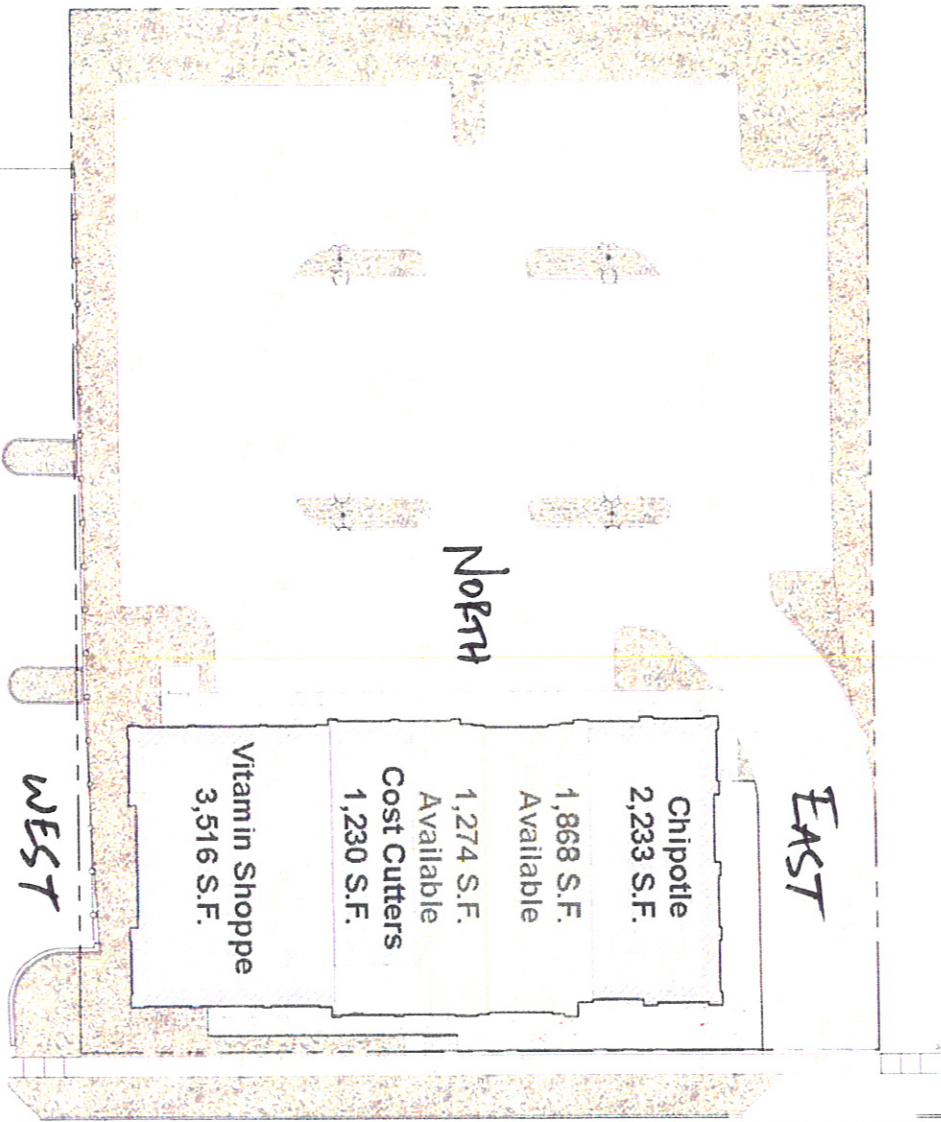 NORTH
EAST
WEST
Chipotle
2,233 S.F.
1,868 S.F.
Available
1,274 S.F.
Available
Cost Cutters
1,230 S.F.
Vitamin Shoppe
3,516 S.F.